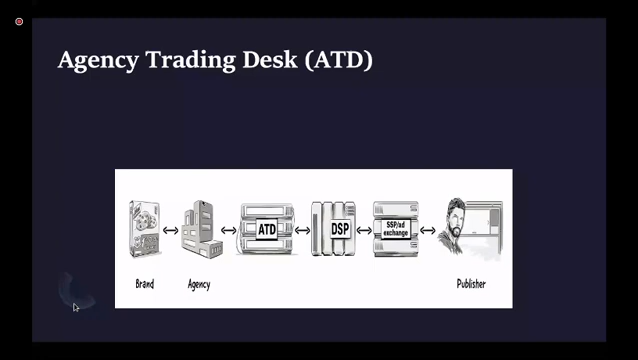 Agency Trading Desk (ATD)
ATD
DSP
SSP/ad
exchange
Brand
Agency
Publisher